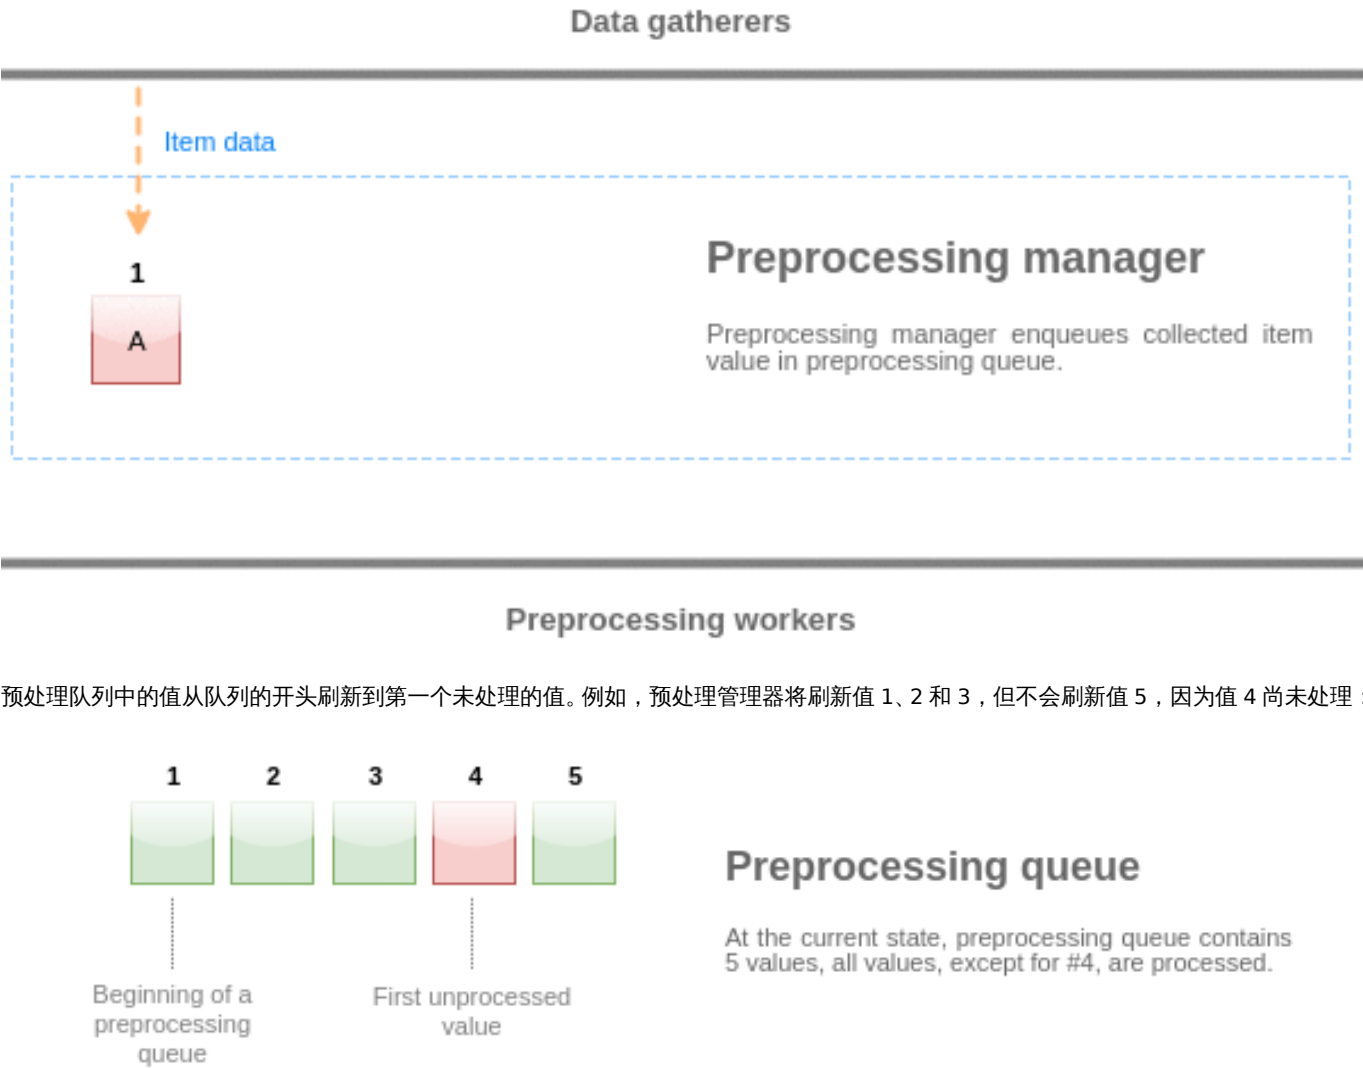 Data gatherers
Item data
1
A
Preprocessing manager
Preprocessing manager enqueues collected item
value in preprocessing queue.
Preprocessing workers
预处理队列中的值从队列的开头刷新到第一个未处理的值。例如，预处理管理器将刷新值 1、2 和 3，但不会刷新值 5，因为值 4 尚未处理：
1 2 3 4 5
Preprocessing queue
At the current state, preprocessing queue contains
5 values, all values, except for #4, are processed.
Beginning of a
preprocessing
queue
First unprocessed
value